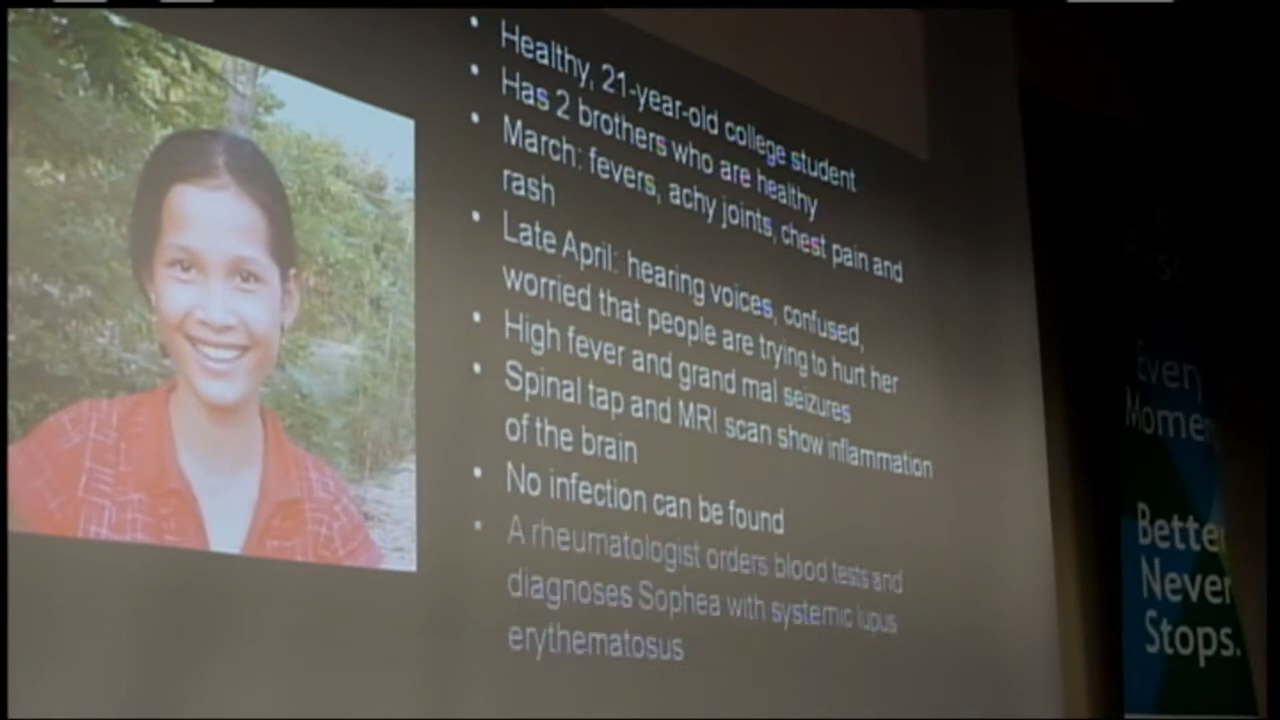 • Healthy, 21-year-old college student
• Has 2 brothers who are healthy
• March: fevers, achy joints, chest pain and
rash
• Late April: hearing voices, confused,
worried that people are trying to hurt her
• High fever and grand mal seizures
• Spinal tap and MRI scan show inflammation
of the brain
• No infection can be found
• A rheumatologist orders blood tests and
diagnoses Sophea with systemic lupus
erythematosus
Every
Better
Never
Stops.